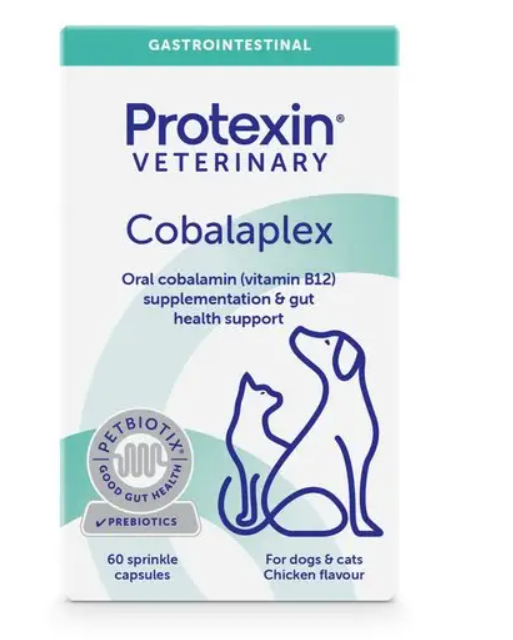 GASTROINTESTINAL
Protexin®
VETERINARY
Cobalaplex
Oral cobalamin (vitamin B12)
supplementation & gut
health support
PETBIOTIX®
GOOD GUT HEALTH
✓ PREBIOTICS
60 sprinkle
capsules
For dogs & cats
Chicken flavour